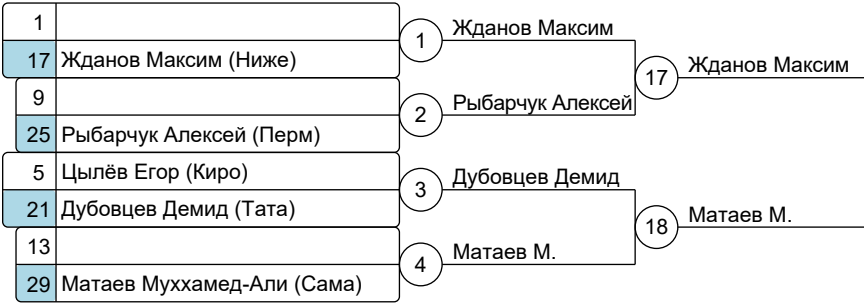 1
17 Жданов Максим (Ниже)
1
Жданов Максим
9
25 Рыбарчук Алексей (Перм)
2
Рыбарчук Алексей
17
Жданов Максим
5 Цылёв Егор (Киро)
21 Дубовцев Демид (Тата)
3
Дубовцев Демид
13
29 Матаев Муххамед-Али (Сама)
4
Матаев М.
18
Матаев М.